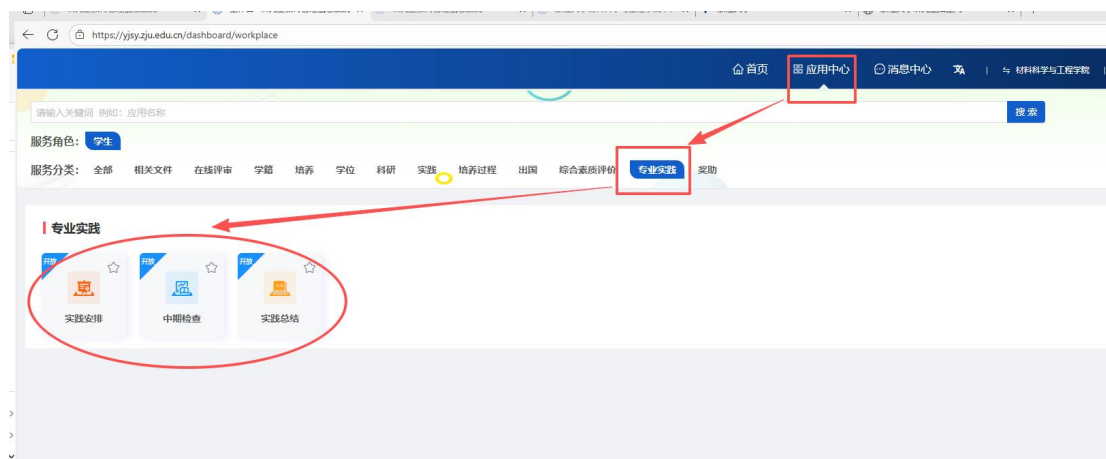 https://yjsy.zju.edu.cn/dashboard/workplace
首页 应用中心 消息中心 文A | 材料科学与工程学院 |
请输入关键词 例如：应用名称 搜索
服务角色： 学生
服务分类： 全部 相关文件 在线评审 学籍 培养 学位 科研 实践 培养过程 出国 综合素质评价 专业实践 奖助
专业实践
开放 开放 开放
实践安排 中期检查 实践总结